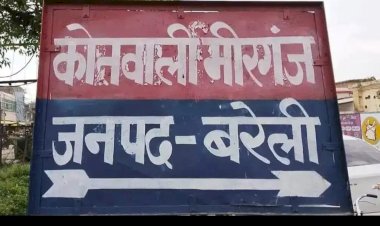 कोतवाली मीरगंज
जनपद-बरेली